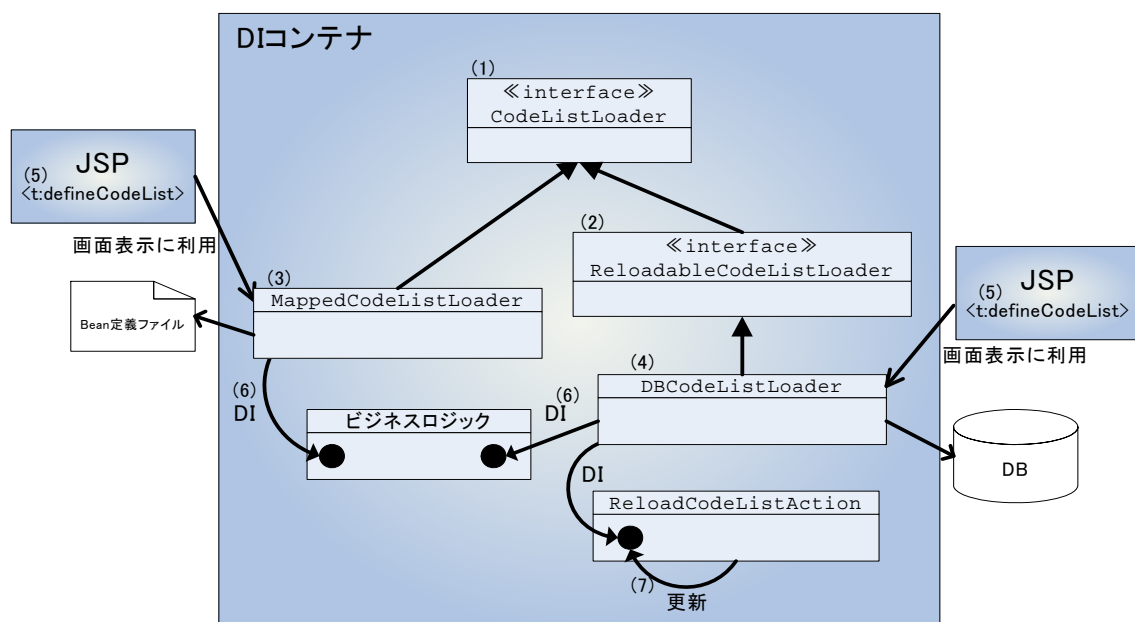 DIコンテナ
(1)
≪interface≫
CodeListLoader
JSP
(5)
<t:defineCodeList>
画面表示に利用
(2)
≪interface≫
ReloadableCodeListLoader
(3)
MappedCodeListLoader
Bean定義ファイル
JSP
(5)
<t:defineCodeList>
画面表示に利用
(4)
DBCodeListLoader
(6)
DI
ビジネスロジック
(6)
DI
DB
DI
ReloadCodeListAction
(7)
更新